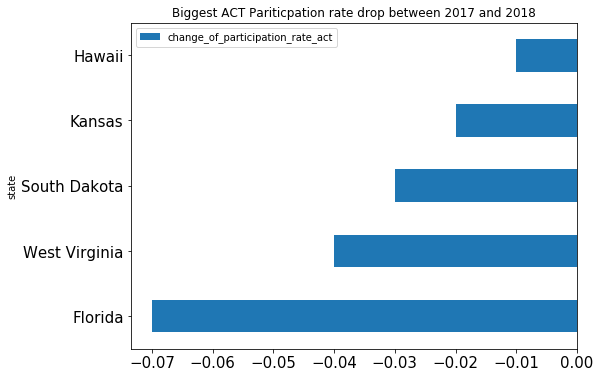 Biggest ACT Pariticpation rate drop between 2017 and 2018
change_of_participation_rate_act
Hawaii
Kansas
South Dakota
West Virginia
Florida
state
−0.07 −0.06 −0.05 −0.04 −0.03 −0.02 −0.01 0.00